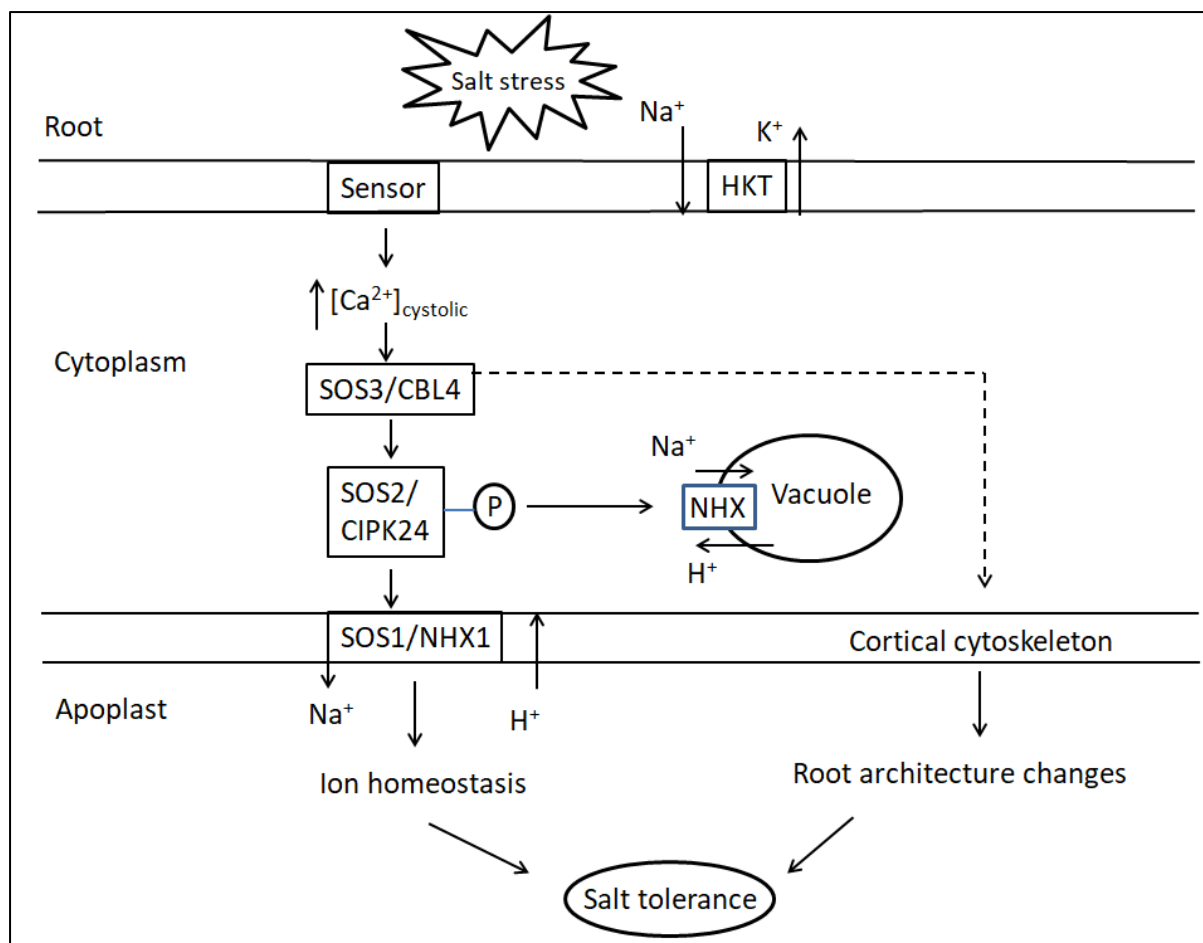 Salt stress
Root
Na⁺
K⁺
Sensor
HKT
[Ca²⁺]cystolic
Cytoplasm
SOS3/CBL4
Na⁺
SOS2/
CIPK24
P
NHX
Vacuole
H⁺
SOS1/NHX1
Cortical cytoskeleton
Apoplast
Na⁺
H⁺
Ion homeostasis
Root architecture changes
Salt tolerance